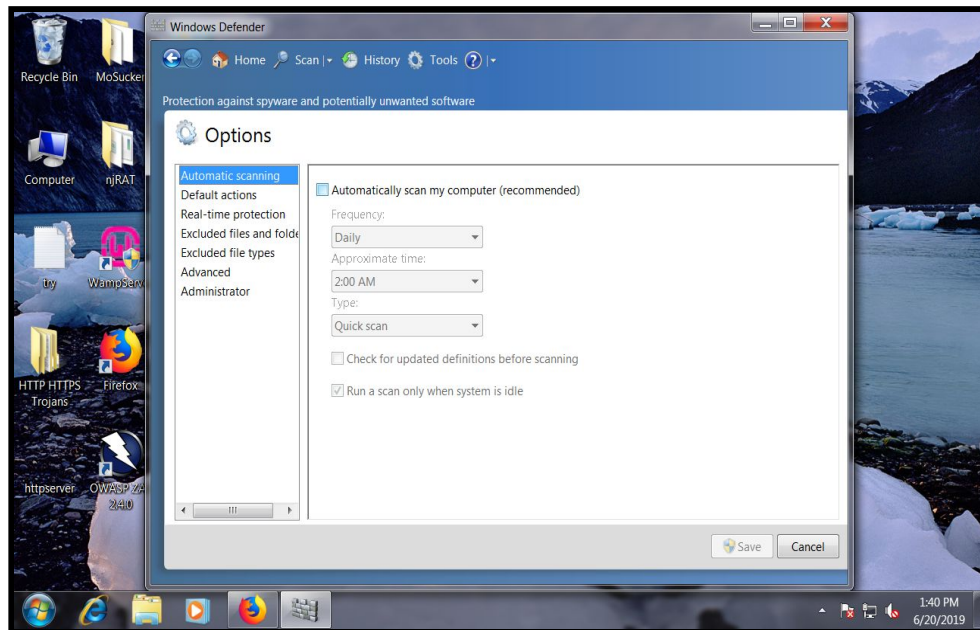 Recycle Bin
MoSucker
Computer
njRAT
try
WampServ
HTTP HTTPS
Trojans
Firefox
httpserver
OWASP ZA
2.4.0
Windows Defender
Home
Scan
History
Tools
Protection against spyware and potentially unwanted software
Options
Automatic scanning
Default actions
Real-time protection
Excluded files and folde
Excluded file types
Advanced
Administrator
Automatically scan my computer (recommended)
Frequency:
Daily
Approximate time:
2:00 AM
Type:
Quick scan
Check for updated definitions before scanning
Run a scan only when system is idle
Save
Cancel
1:40 PM
6/20/2019